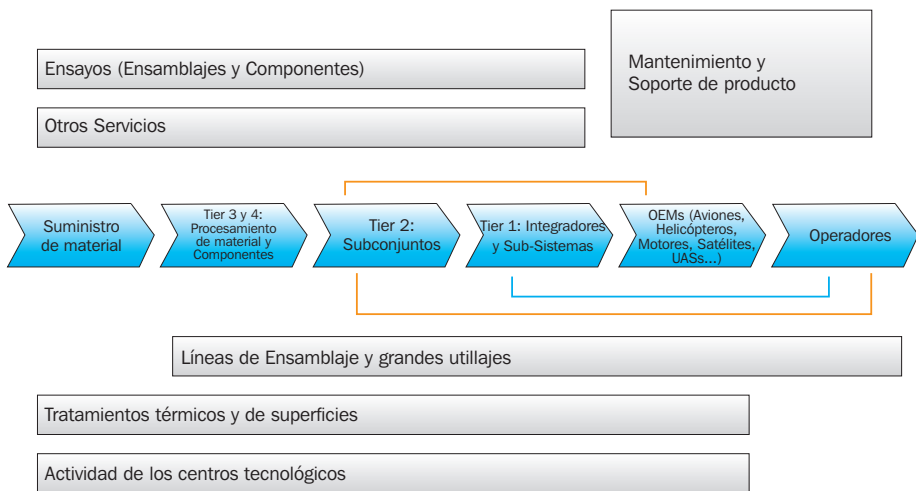 Ensayos (Ensamblajes y Componentes)
Mantenimiento y
Soporte de producto
Otros Servicios
Suministro
de material
Tier 3 y 4:
Procesamiento
de material y
Componentes
Tier 2:
Subconjuntos
Tier 1: Integradores
y Sub-Sistemas
OEMs (Aviones,
Helicópteros,
Motores, Satélites,
UASs...)
Operadores
Líneas de Ensamblaje y grandes utillajes
Tratamientos térmicos y de superficies
Actividad de los centros tecnológicos